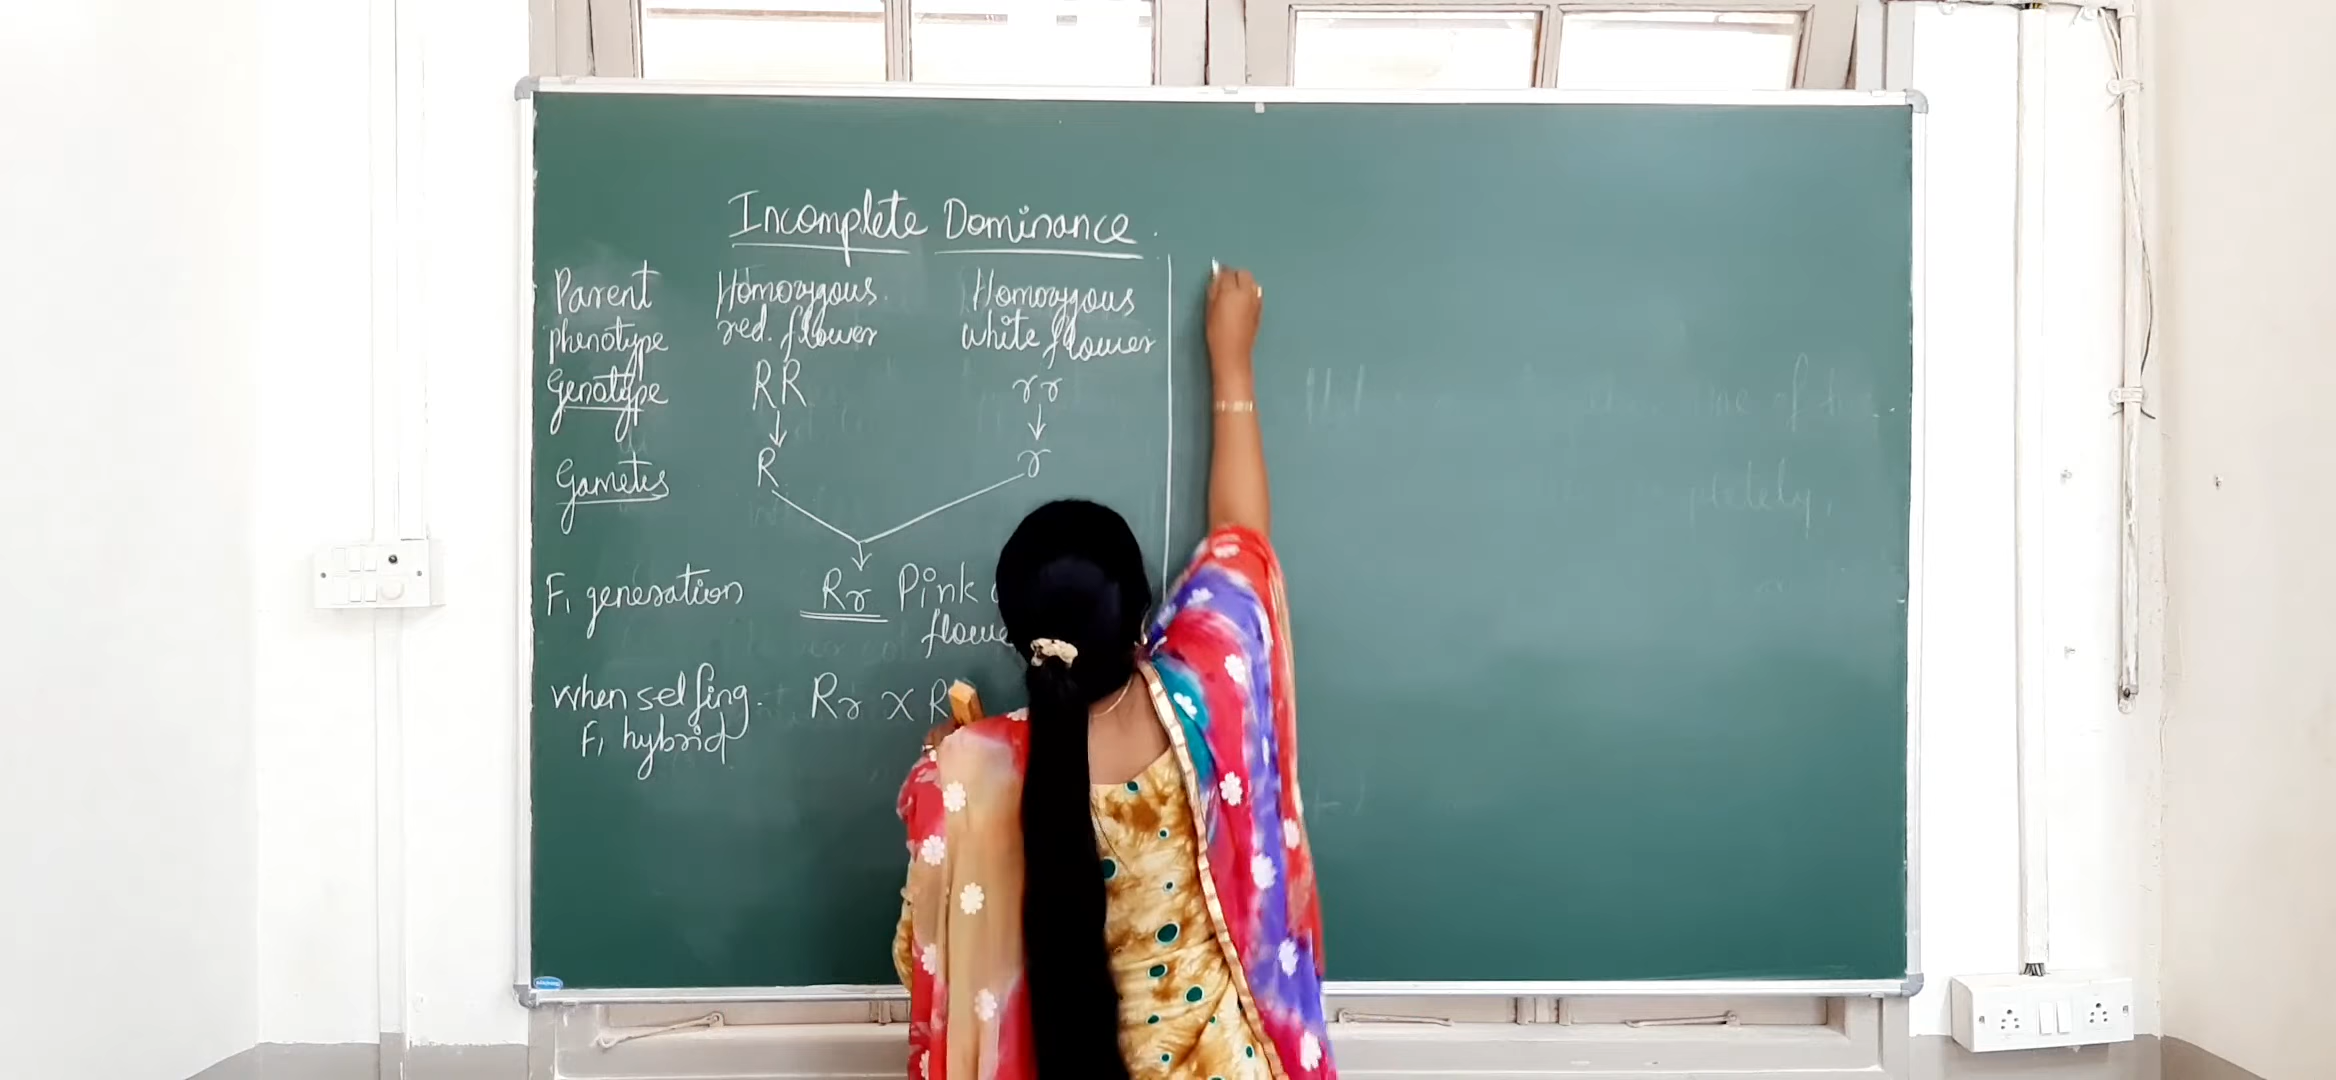 Incomplete Dominance.
Parent Homozygous. Homozygous
phenotype red. flower white flower
Genotype RR rr
Gametes R r
F1 generation Rr Pink
when selfing. Rr X R
F1 hybrid